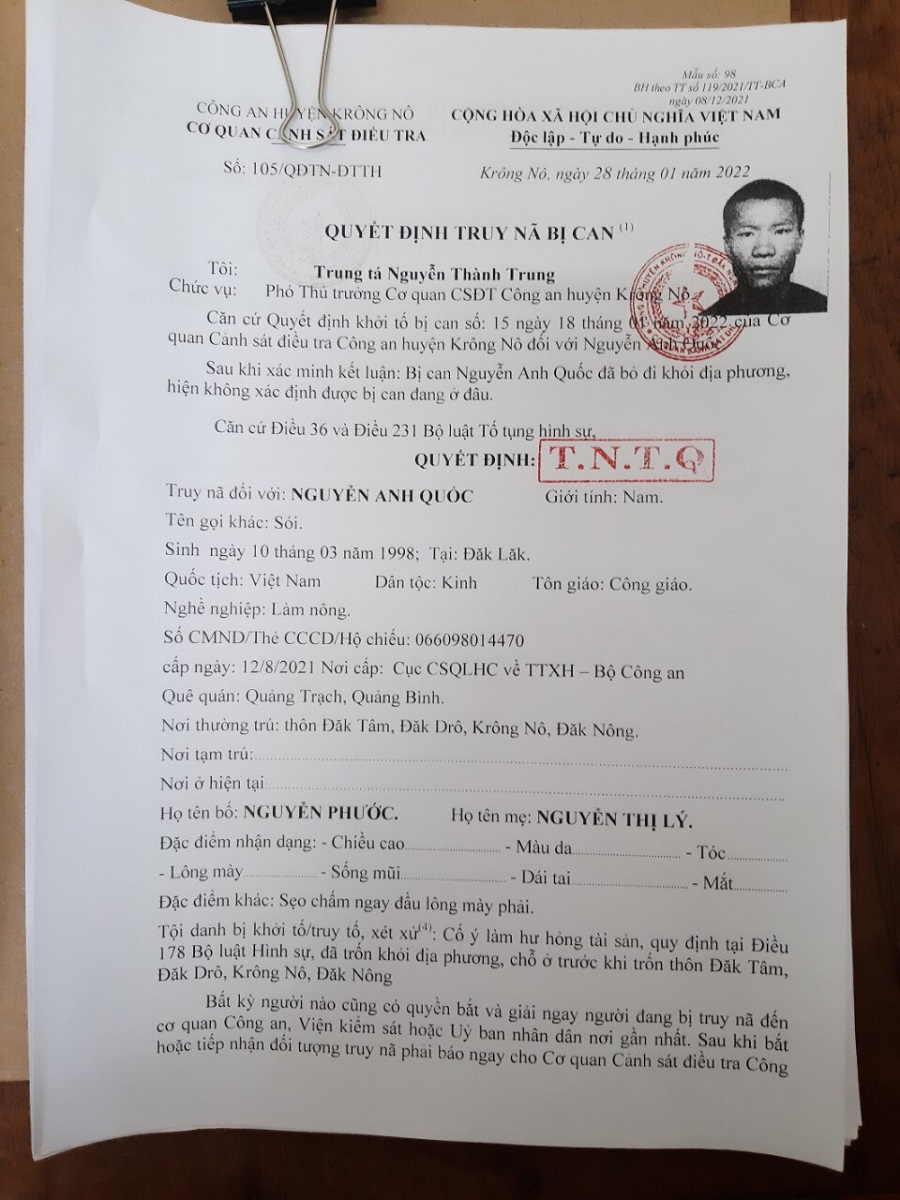 Mẫu số: 98
BH theo TT số 119/2021/TT-BCA
ngày 08/12/2021
CÔNG AN HUYỆN KRÔNG NÔ
CƠ QUAN CẢNH SÁT ĐIỀU TRA
CỘNG HÒA XÃ HỘI CHỦ NGHĨA VIỆT NAM
Độc lập - Tự do - Hạnh phúc
Số: 105/QĐTN-ĐTTH
Krông Nô, ngày 28 tháng 01 năm 2022
QUYẾT ĐỊNH TRUY NÃ BỊ CAN (1)
Tôi: Trung tá Nguyễn Thành Trung
Chức vụ: Phó Thủ trưởng Cơ quan CSĐT Công an huyện Krông Nô.
Căn cứ Quyết định khởi tố bị can số: 15 ngày 18 tháng 01 năm 2022 của Cơ
quan Cảnh sát điều tra Công an huyện Krông Nô đối với Nguyễn Anh Quốc
Sau khi xác minh kết luận: Bị can Nguyễn Anh Quốc đã bỏ đi khỏi địa phương,
hiện không xác định được bị can đang ở đâu.
Căn cứ Điều 36 và Điều 231 Bộ luật Tố tụng hình sự,
QUYẾT ĐỊNH: T.N.T.Q
Truy nã đối với: NGUYỄN ANH QUỐC Giới tính: Nam.
Tên gọi khác: Sói.
Sinh ngày 10 tháng 03 năm 1998; Tại: Đăk Lăk.
Quốc tịch: Việt Nam Dân tộc: Kinh Tôn giáo: Công giáo.
Nghề nghiệp: Làm nông.
Số CMND/Thẻ CCCD/Hộ chiếu: 066098014470
cấp ngày: 12/8/2021 Nơi cấp: Cục CSQLHC về TTXH – Bộ Công an
Quê quán: Quảng Trạch, Quảng Bình.
Nơi thường trú: thôn Đăk Tâm, Đăk Drô, Krông Nô, Đăk Nông.
Nơi tạm trú:
Nơi ở hiện tại
Họ tên bố: NGUYỄN PHƯỚC. Họ tên mẹ: NGUYỄN THỊ LÝ.
Đặc điểm nhận dạng: - Chiều cao - Màu da - Tóc
- Lông mày - Sống mũi - Dái tai - Mắt
Đặc điểm khác: Sẹo chấm ngay đầu lông mày phải.
Tội danh bị khởi tố/truy tố, xét xử(4): Cố ý làm hư hỏng tài sản, quy định tại Điều
178 Bộ luật Hình sự, đã trốn khỏi địa phương, chỗ ở trước khi trốn thôn Đăk Tâm,
Đăk Drô, Krông Nô, Đăk Nông
Bất kỳ người nào cũng có quyền bắt và giải ngay người đang bị truy nã đến
cơ quan Công an, Viện kiểm sát hoặc Uỷ ban nhân dân nơi gần nhất. Sau khi bắt
hoặc tiếp nhận đối tượng truy nã phải báo ngay cho Cơ quan Cảnh sát điều tra Công